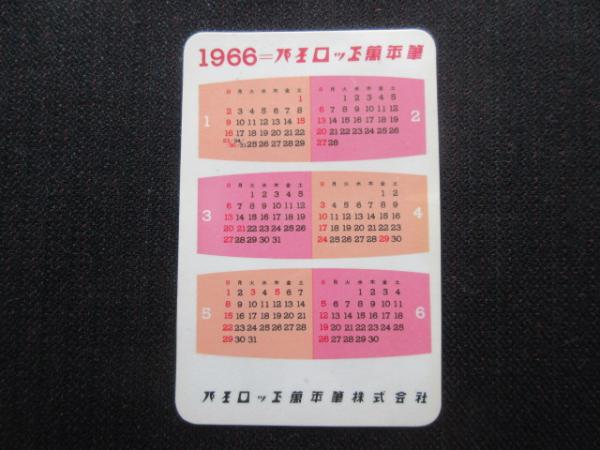 1966=パイロット萬年筆
1
日 月 火 水 木 金 土
1
2 3 4 5 6 7 8
9 10 11 12 13 14 15
16 17 18 19 20 21 22
23/30 24/31 25 26 27 28 29
2
日 月 火 水 木 金 土
1 2 3 4 5
6 7 8 9 10 11 12
13 14 15 16 17 18 19
20 21 22 23 24 25 26
27 28
3
日 月 火 水 木 金 土
1 2 3 4 5
6 7 8 9 10 11 12
13 14 15 16 17 18 19
20 21 22 23 24 25 26
27 28 29 30 31
4
日 月 火 水 木 金 土
1 2
3 4 5 6 7 8 9
10 11 12 13 14 15 16
17 18 19 20 21 22 23
24 25 26 27 28 29 30
5
日 月 火 水 木 金 土
1 2 3 4 5 6 7
8 9 10 11 12 13 14
15 16 17 18 19 20 21
22 23 24 25 26 27 28
29 30 31
6
日 月 火 水 木 金 土
1 2 3 4
5 6 7 8 9 10 11
12 13 14 15 16 17 18
19 20 21 22 23 24 25
26 27 28 29 30
パイロット萬年筆株式会社